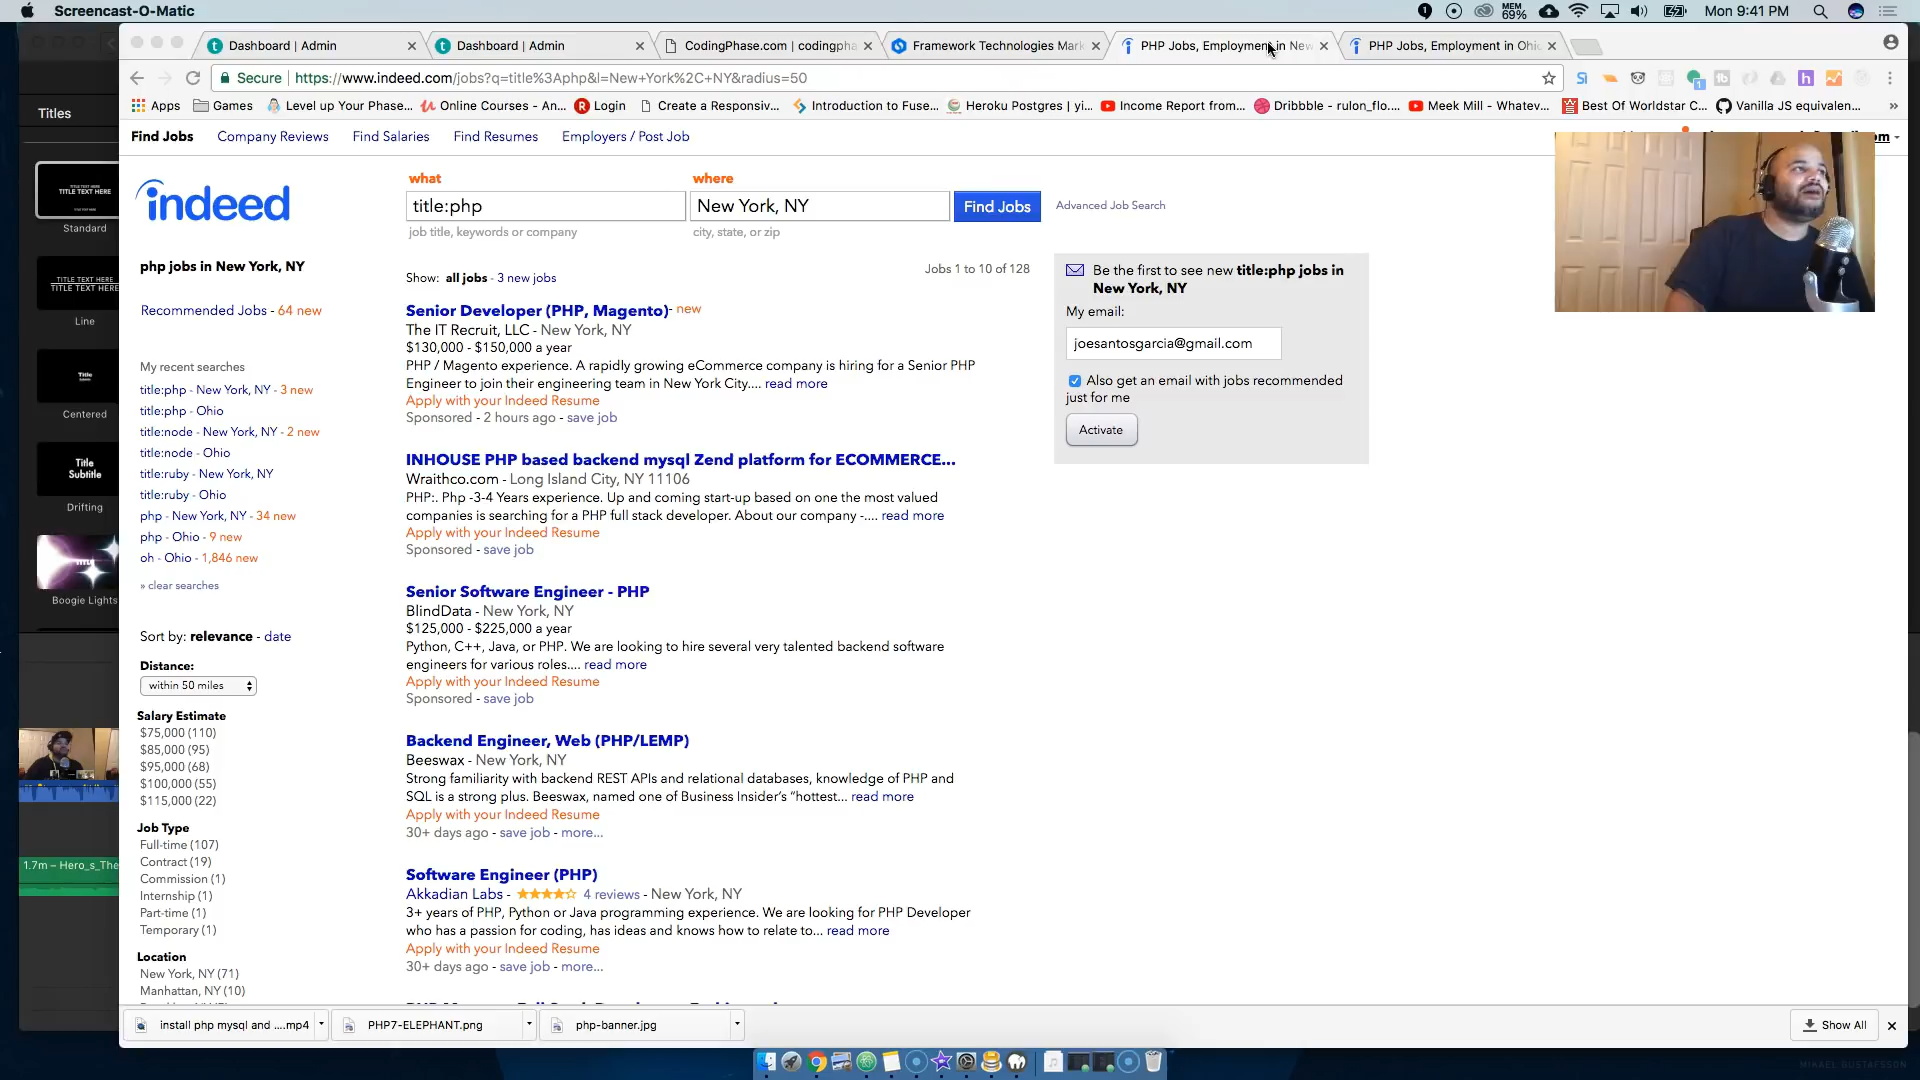 Screencast-O-Matic
MEM
69%
Mon 9:41 PM
Dashboard | Admin
Dashboard | Admin
CodingPhase.com | codingpha
Framework Technologies Mark
PHP Jobs, Employment in New
PHP Jobs, Employment in Ohio
Secure
https://www.indeed.com/jobs?q=title%3Aphp&l=New+York%2C+NY&radius=50
Apps
Games
Level up Your Phase...
Online Courses - An...
Login
Create a Responsiv...
Introduction to Fuse...
Heroku Postgres | yi...
Income Report from...
Dribbble - rulon_flo....
Meek Mill - Whatev...
Best Of Worldstar C...
Vanilla JS equivalen...
»
Titles
TITLE TEXT HERE
Standard
TITLE TEXT HERE
TITLE TEXT HERE
Line
Title
Centered
Title
Subtitle
Drifting
Boogie Lights
1.7m – Hero_s_The
Find Jobs
Company Reviews
Find Salaries
Find Resumes
Employers / Post Job
om
indeed
what
where
title:php
New York, NY
Find Jobs
Advanced Job Search
job title, keywords or company
city, state, or zip
php jobs in New York, NY
Recommended Jobs - 64 new
My recent searches
title:php - New York, NY - 3 new
title:php - Ohio
title:node - New York, NY - 2 new
title:node - Ohio
title:ruby - New York, NY
title:ruby - Ohio
php - New York, NY - 34 new
php - Ohio - 9 new
oh - Ohio - 1,846 new
» clear searches
Sort by: relevance - date
Distance:
within 50 miles
Salary Estimate
$75,000 (110)
$85,000 (95)
$95,000 (68)
$100,000 (55)
$115,000 (22)
Job Type
Full-time (107)
Contract (19)
Commission (1)
Internship (1)
Part-time (1)
Temporary (1)
Location
New York, NY (71)
Manhattan, NY (10)
Show: all jobs - 3 new jobs
Jobs 1 to 10 of 128
Senior Developer (PHP, Magento)- new
The IT Recruit, LLC - New York, NY
$130,000 - $150,000 a year
PHP / Magento experience. A rapidly growing eCommerce company is hiring for a Senior PHP
Engineer to join their engineering team in New York City.... read more
Apply with your Indeed Resume
Sponsored - 2 hours ago - save job
INHOUSE PHP based backend mysql Zend platform for ECOMMERCE...
Wraithco.com - Long Island City, NY 11106
PHP:. Php -3-4 Years experience. Up and coming start-up based on one the most valued
companies is searching for a PHP full stack developer. About our company -.... read more
Apply with your Indeed Resume
Sponsored - save job
Senior Software Engineer - PHP
BlindData - New York, NY
$125,000 - $225,000 a year
Python, C++, Java, or PHP. We are looking to hire several very talented backend software
engineers for various roles.... read more
Apply with your Indeed Resume
Sponsored - save job
Backend Engineer, Web (PHP/LEMP)
Beeswax - New York, NY
Strong familiarity with backend REST APIs and relational databases, knowledge of PHP and
SQL is a strong plus. Beeswax, named one of Business Insider's “hottest... read more
Apply with your Indeed Resume
30+ days ago - save job - more...
Software Engineer (PHP)
Akkadian Labs - 4 reviews - New York, NY
3+ years of PHP, Python or Java programming experience. We are looking for PHP Developer
who has a passion for coding, has ideas and knows how to relate to... read more
Apply with your Indeed Resume
30+ days ago - save job - more...
Be the first to see new title:php jobs in
New York, NY
My email:
joesantosgarcia@gmail.com
Also get an email with jobs recommended
just for me
Activate
install php mysql and ....mp4
PHP7-ELEPHANT.png
php-banner.jpg
Show All
MIKAEL GUSTAFSSON